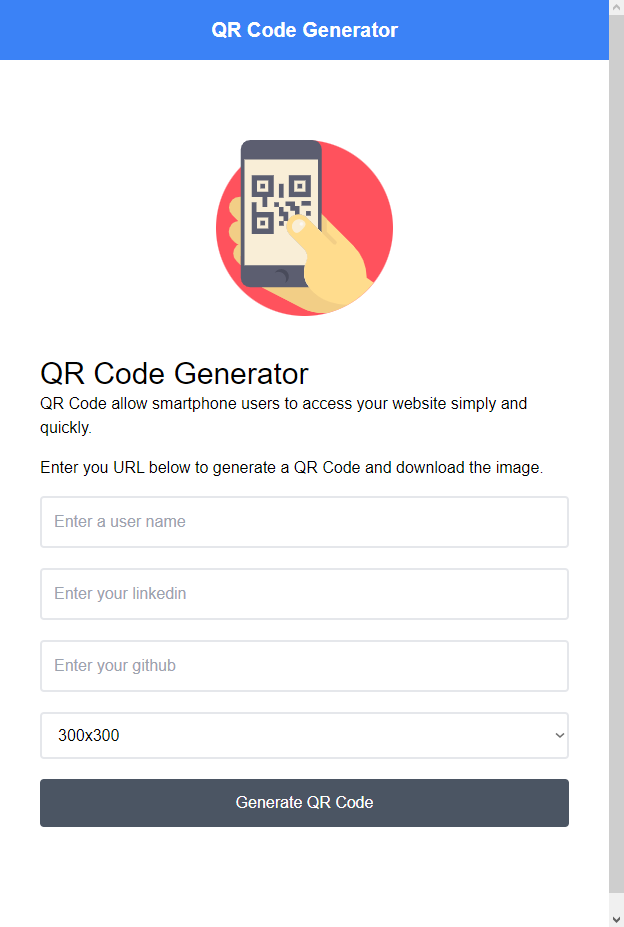 QR Code Generator
QR Code Generator
QR Code allow smartphone users to access your website simply and
quickly.
Enter you URL below to generate a QR Code and download the image.
Enter a user name
Enter your linkedin
Enter your github
300x300
Generate QR Code